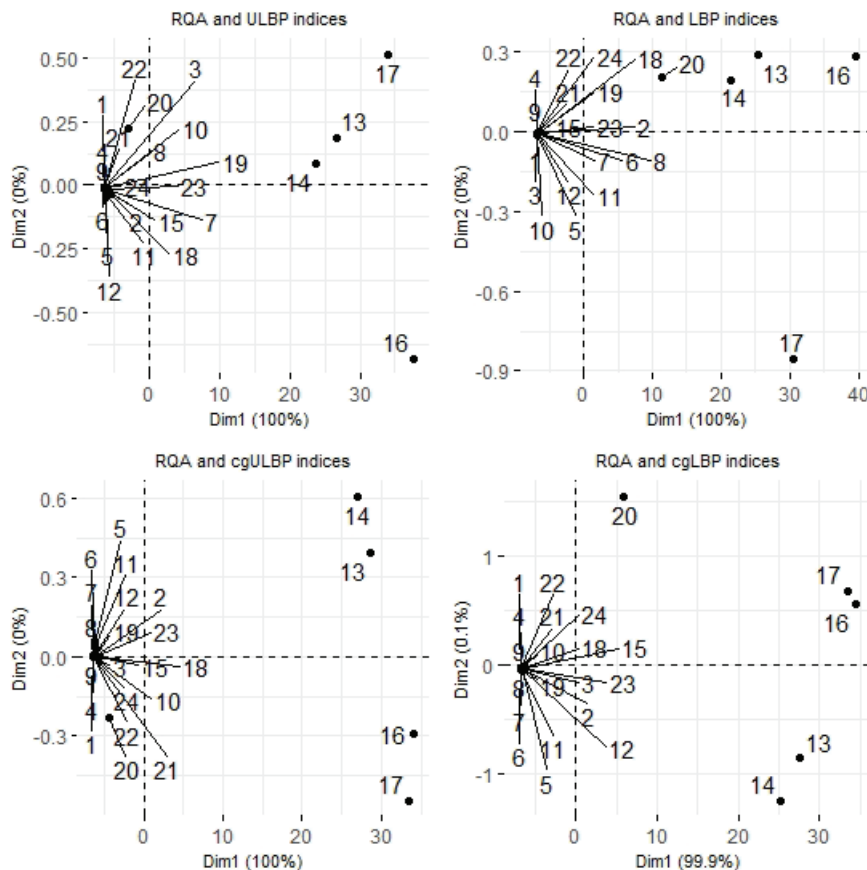 RQA and ULBP indices
0.50
0.25
0.00
-0.25
-0.50
Dim2 (0%)
22 3
17
1
20
21
10
13
4
8
9
19
14
24 23
6
2 15 7
5 11 18
12
16
0 10 20 30
Dim1 (100%)
RQA and LBP indices
0.3
0.0
-0.3
-0.6
-0.9
Dim2 (0%)
22 24 18 20 13 16
4
21 19 14
9
15 23 2
1 7 6 8
3 12 11
10 5
17
0 10 20 30 40
Dim1 (100%)
RQA and cgULBP indices
0.6
0.3
0.0
-0.3
Dim2 (0%)
14
5
13
6 11
7 12 2
8 19 23
9 3 15 18
24 10
4
1 22
20 21
16
17
0 10 20 30
Dim1 (100%)
RQA and cgLBP indices
1
0
-1
Dim2 (0.1%)
20
17
16
1 22
4 21 24
9 10 18 15
8 19 3 23
7 2
6 11 12
5
13
14
0 10 20 30
Dim1 (99.9%)